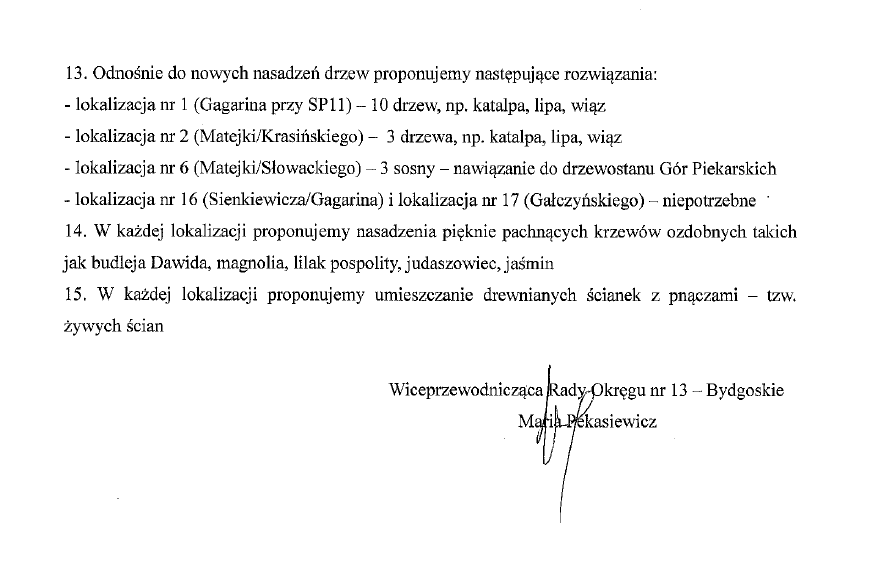 13. Odnośnie do nowych nasadzeń drzew proponujemy następujące rozwiązania:
- lokalizacja nr 1 (Gagarina przy SP11) – 10 drzew, np. katalpa, lipa, wiąz
- lokalizacja nr 2 (Matejki/Krasińskiego) – 3 drzewa, np. katalpa, lipa, wiąz
- lokalizacja nr 6 (Matejki/Słowackiego) – 3 sosny – nawiązanie do drzewostanu Gór Piekarskich
- lokalizacja nr 16 (Sienkiewicza/Gagarina) i lokalizacja nr 17 (Gałczyńskiego) – niepotrzebne
14. W każdej lokalizacji proponujemy nasadzenia pięknie pachnących krzewów ozdobnych takich
jak budleja Dawida, magnolia, lilak pospolity, judaszowiec, jaśmin
15. W każdej lokalizacji proponujemy umieszczanie drewnianych ścianek z pnączami – tzw.
żywych ścian
Wiceprzewodnicząca Rady Okręgu nr 13 – Bydgoskie
Maria Pekasiewicz